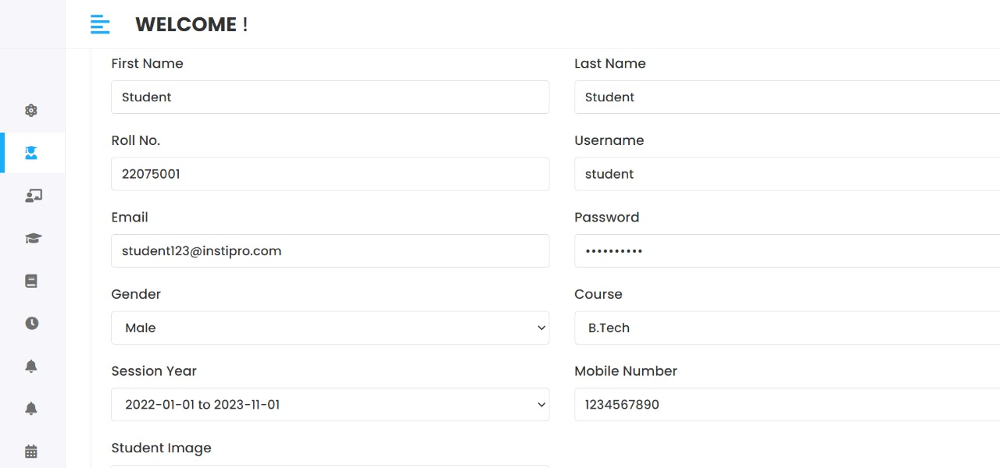 WELCOME !
First Name
Last Name
Student
Student
Roll No.
Username
22075001
student
Email
Password
student123@instipro.com
••••••••••
Gender
Course
Male
B.Tech
Session Year
Mobile Number
2022-01-01 to 2023-11-01
1234567890
Student Image